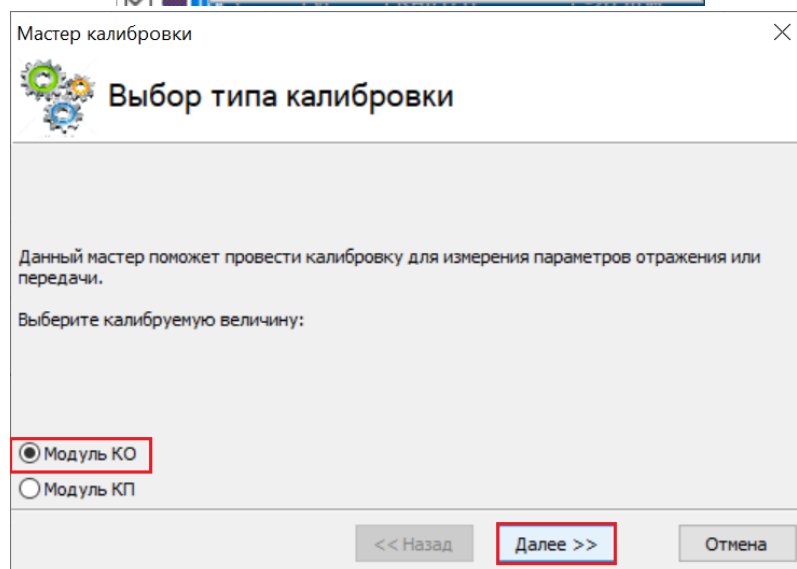 Мастер калибровки
Выбор типа калибровки
Данный мастер поможет провести калибровку для измерения параметров отражения или
передачи.
Выберите калибруемую величину:
Модуль КО
Модуль КП
<< Назад
Далее >>
Отмена